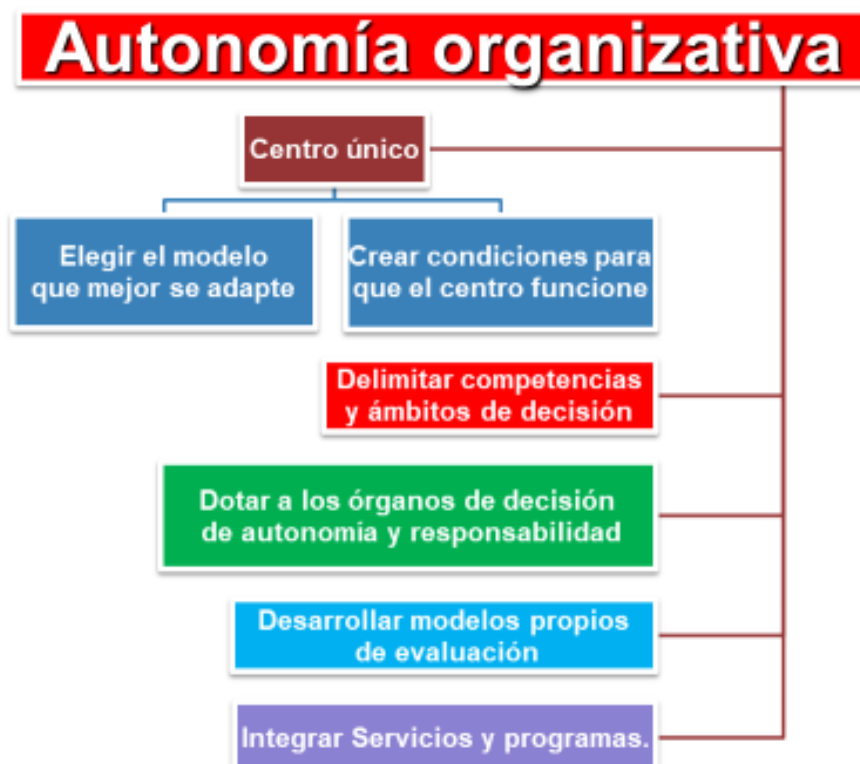 Autonomía organizativa
Centro único
Elegir el modelo
que mejor se adapte
Crear condiciones para
que el centro funcione
Delimitar competencias
y ámbitos de decisión
Dotar a los órganos de decisión
de autonomía y responsabilidad
Desarrollar modelos propios
de evaluación
Integrar Servicios y programas.